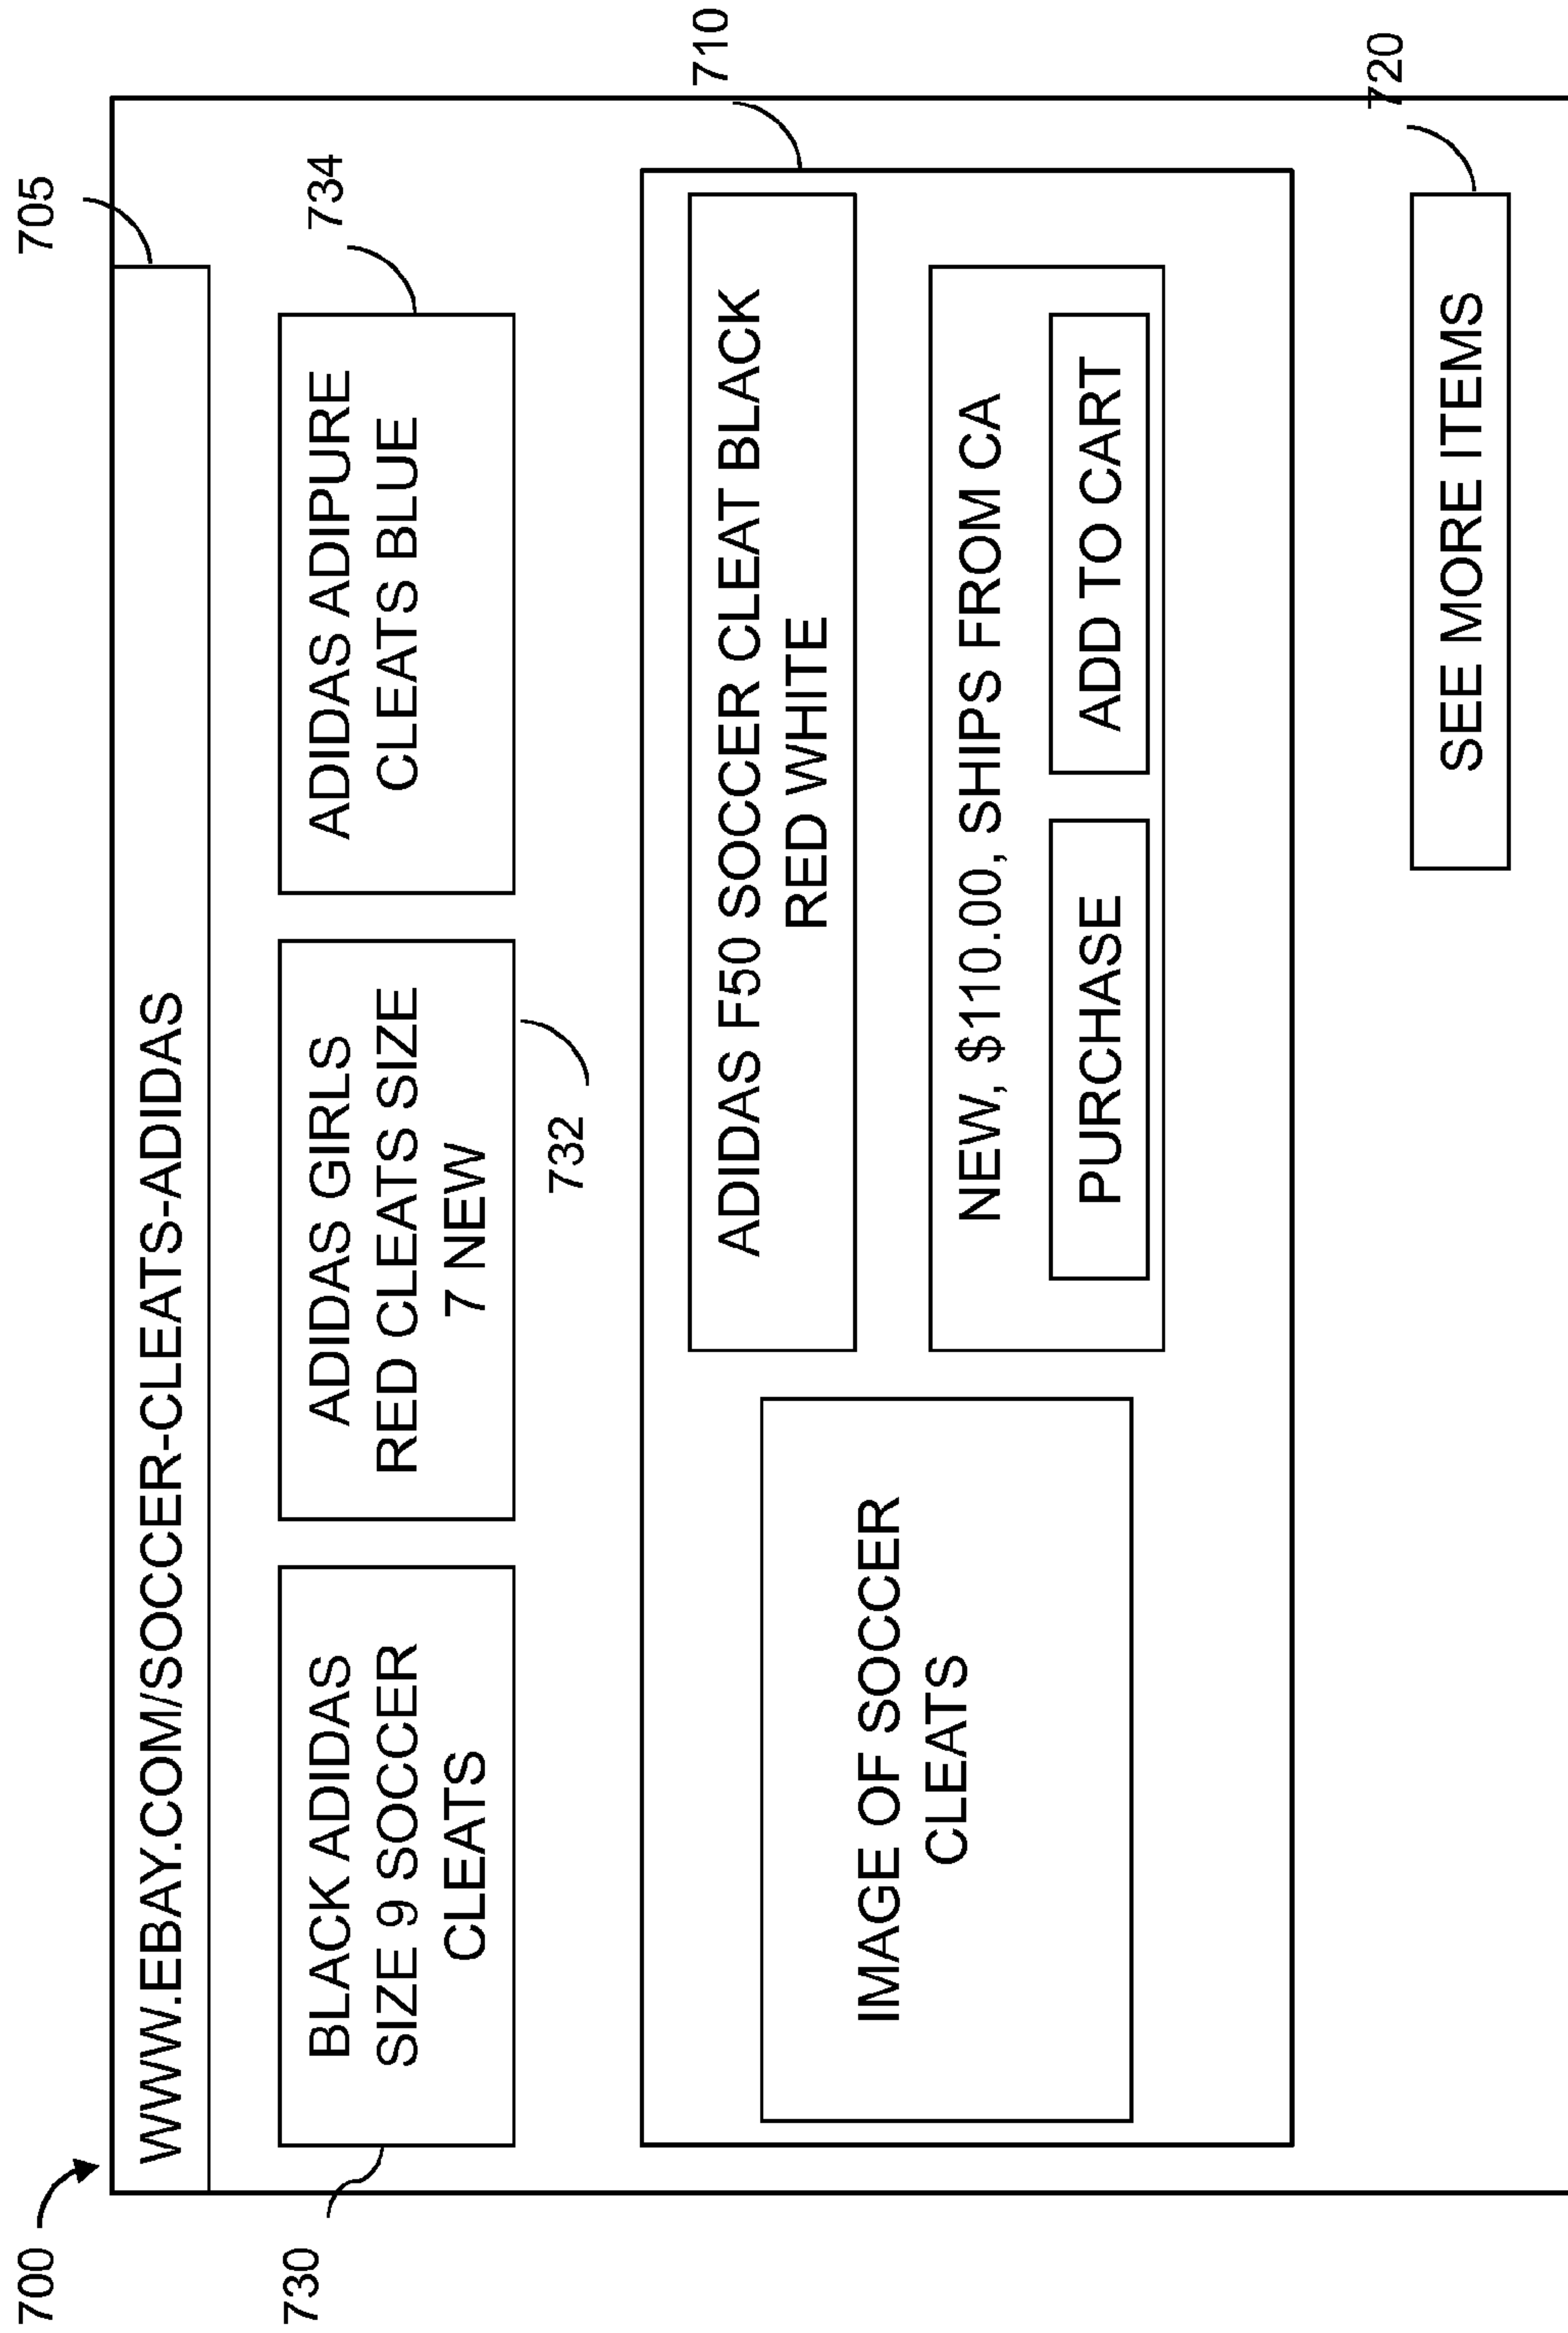 700
705
WWW.EBAY.COM/SOCCER-CLEATS-ADIDAS
730
BLACK ADIDAS
SIZE 9 SOCCER
CLEATS
ADIDAS GIRLS
RED CLEATS SIZE
7 NEW
732
ADIDAS ADIPURE
CLEATS BLUE
734
710
IMAGE OF SOCCER
CLEATS
ADIDAS F50 SOCCER CLEAT BLACK
RED WHITE
NEW, $110.00, SHIPS FROM CA
PURCHASE
ADD TO CART
720
SEE MORE ITEMS